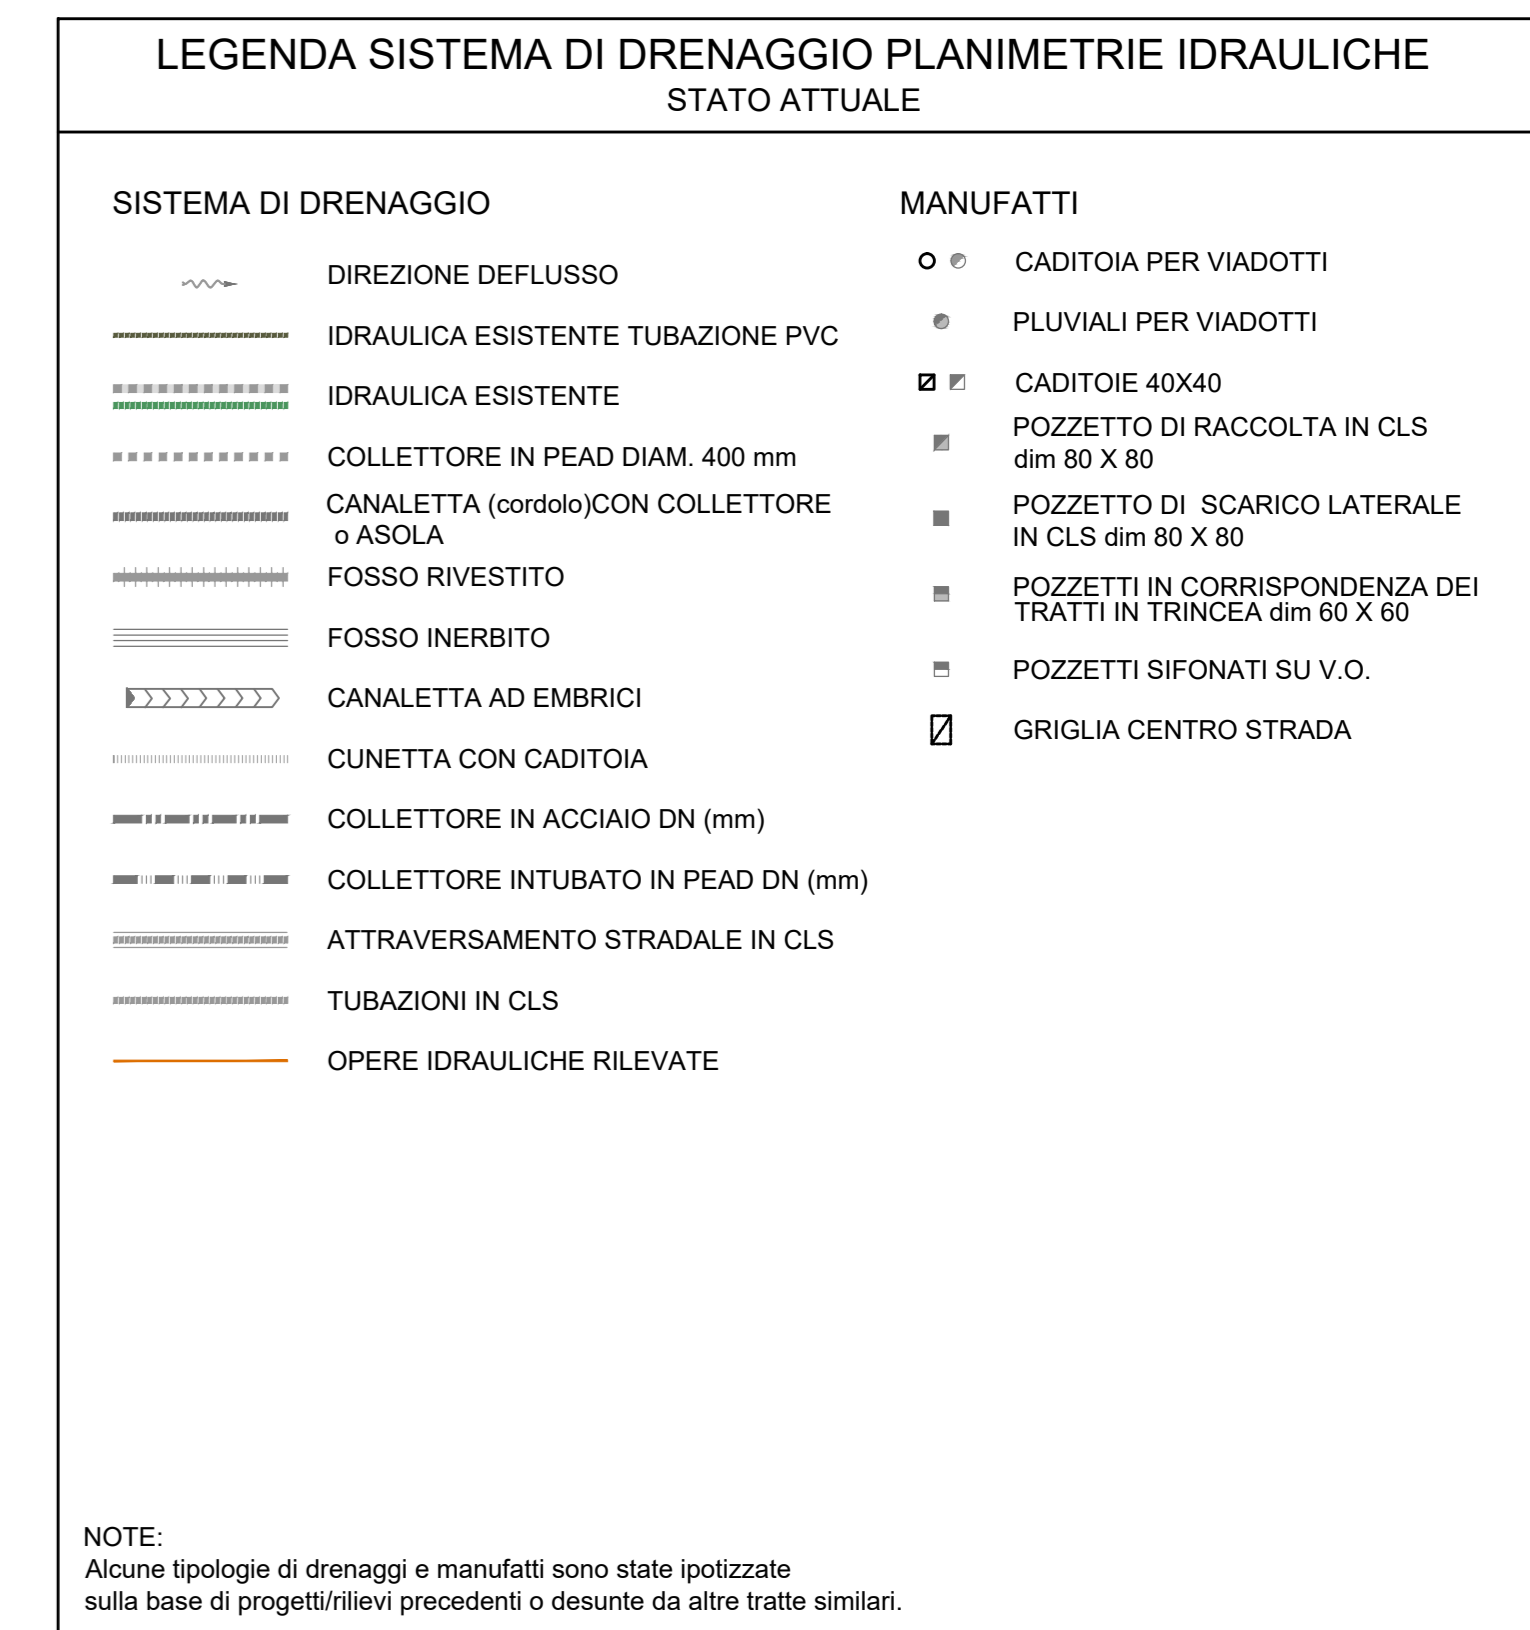 LEGENDA SISTEMA DI DRENAGGIO PLANIMETRIE IDRAULICHE
STATO ATTUALE
SISTEMA DI DRENAGGIO
DIREZIONE DEFLUSSO
IDRAULICA ESISTENTE TUBAZIONE PVC
IDRAULICA ESISTENTE
COLLETTORE IN PEAD DIAM. 400 mm
CANALETTA (cordolo)CON COLLETTORE
o ASOLA
FOSSO RIVESTITO
FOSSO INERBITO
CANALETTA AD EMBRICI
CUNETTA CON CADITOIA
COLLETTORE IN ACCIAIO DN (mm)
COLLETTORE INTUBATO IN PEAD DN (mm)
ATTRAVERSAMENTO STRADALE IN CLS
TUBAZIONI IN CLS
OPERE IDRAULICHE RILEVATE
MANUFATTI
CADITOIA PER VIADOTTI
PLUVIALI PER VIADOTTI
CADITOIE 40X40
POZZETTO DI RACCOLTA IN CLS
dim 80 X 80
POZZETTO DI  SCARICO LATERALE
IN CLS dim 80 X 80
POZZETTI IN CORRISPONDENZA DEI
TRATTI IN TRINCEA dim 60 X 60
POZZETTI SIFONATI SU V.O.
GRIGLIA CENTRO STRADA
NOTE:
Alcune tipologie di drenaggi e manufatti sono state ipotizzate
sulla base di progetti/rilievi precedenti o desunte da altre tratte similari.